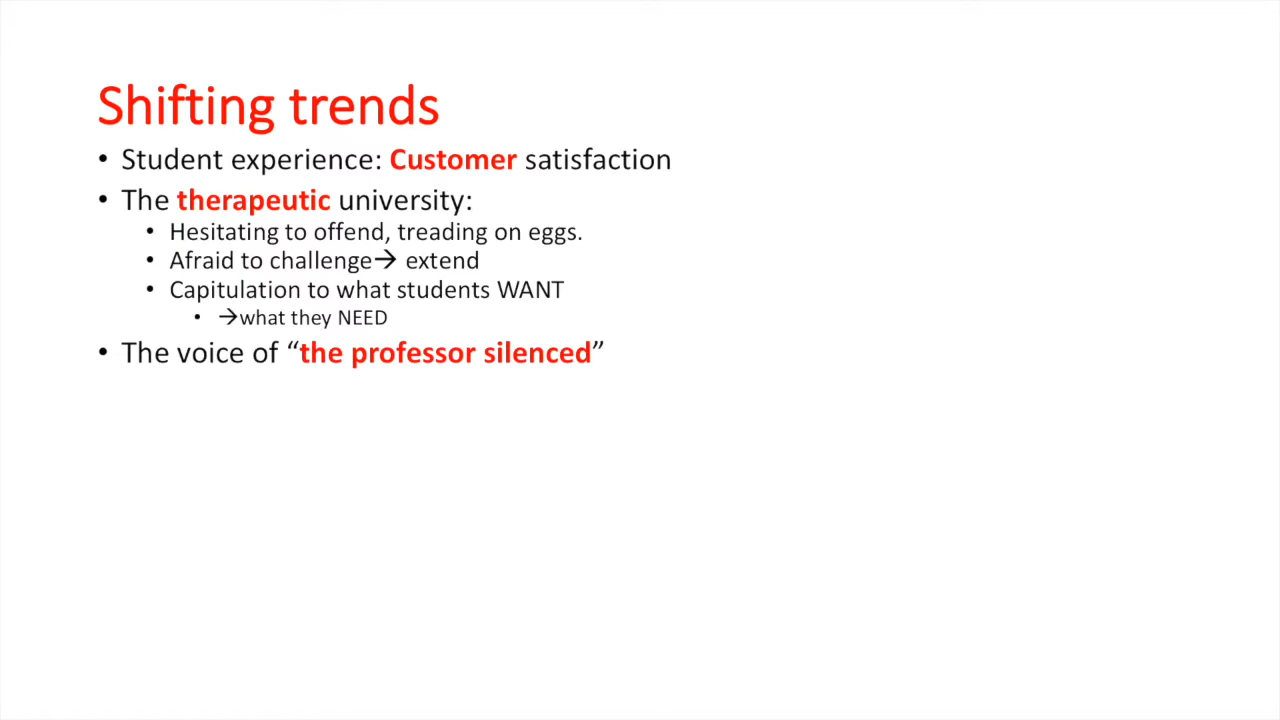 Shifting trends
• Student experience: Customer satisfaction
• The therapeutic university:
• Hesitating to offend, treading on eggs.
• Afraid to challenge→ extend
• Capitulation to what students WANT
• →what they NEED
• The voice of “the professor silenced”